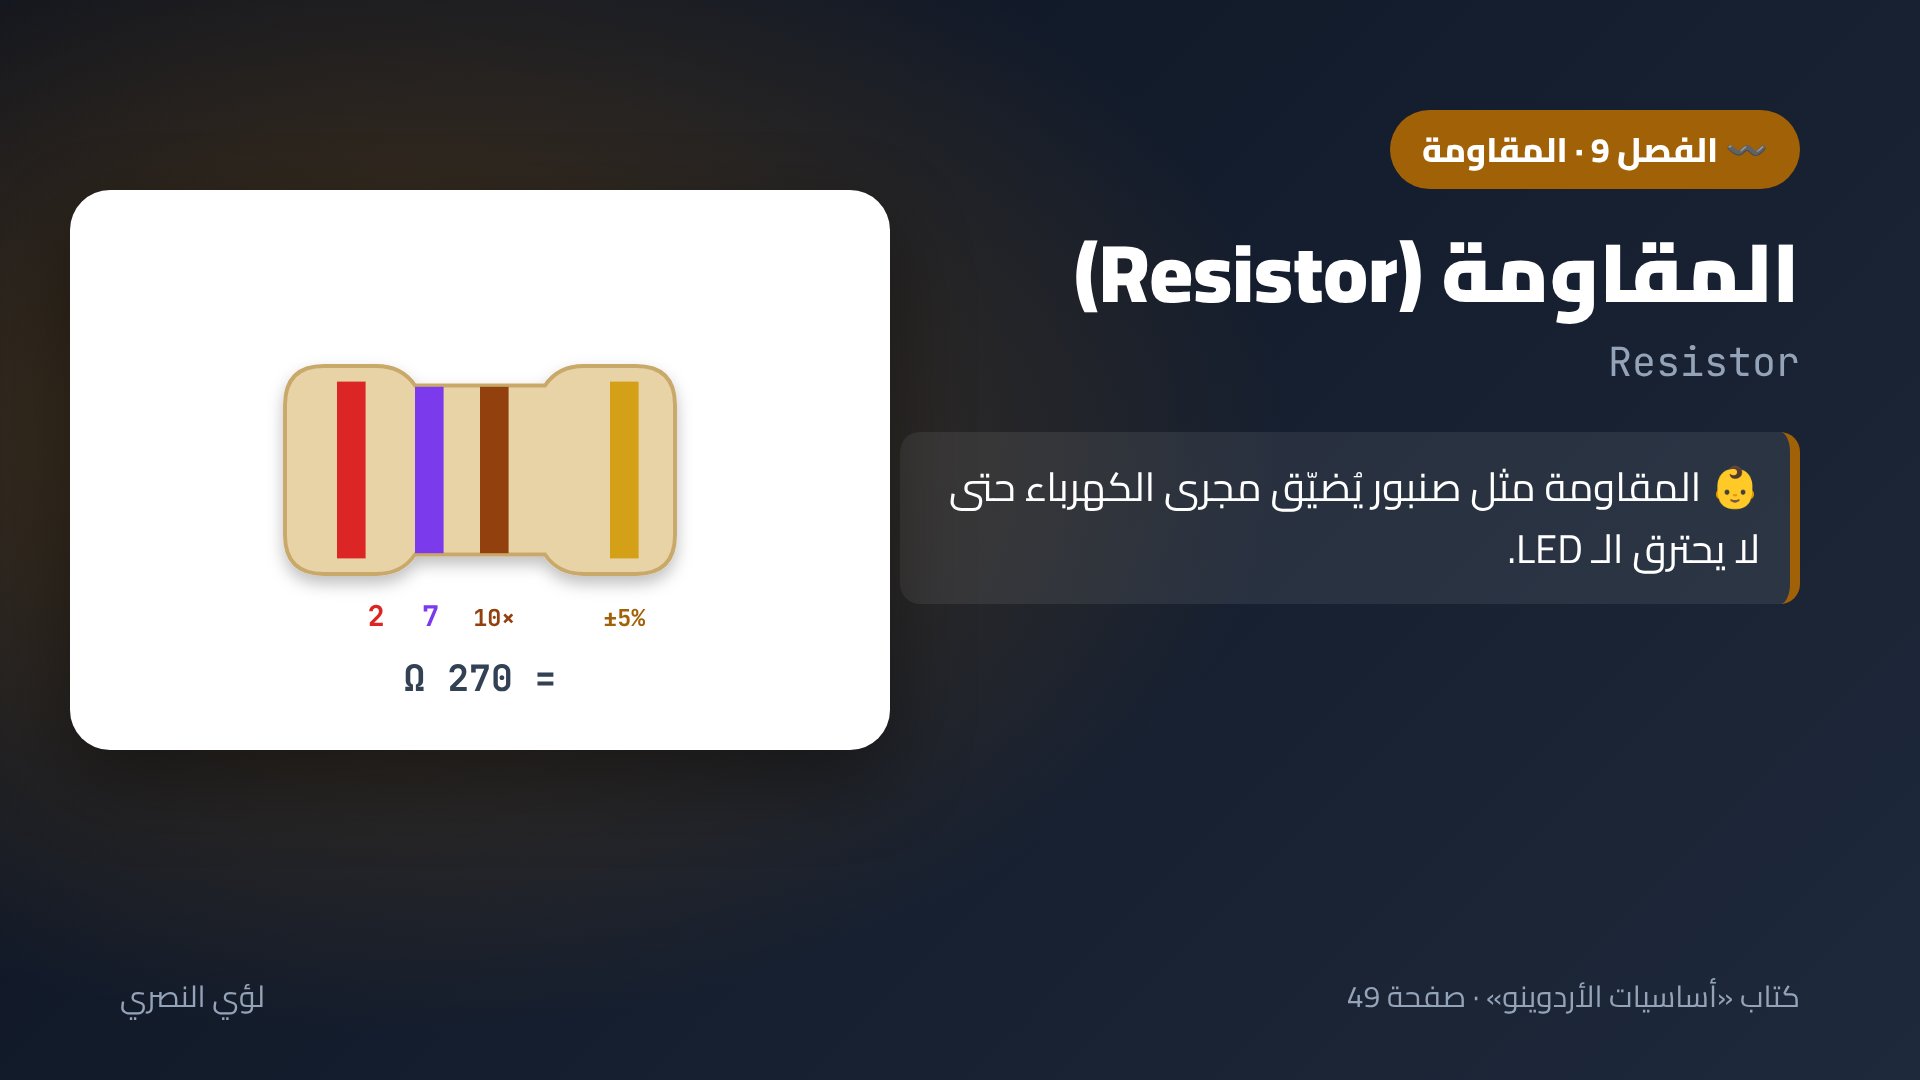 〰️ الفصل 9 · المقاومة
المقاومة (Resistor)
Resistor
👶 المقاومة مثل صنبور يُضيّق مجرى الكهرباء حتى
لا يحترق الـ LED.
2 7 10× ±5%
Ω 270 =
كتاب «أساسيات الأردوينو» · صفحة 49
لؤي النصري